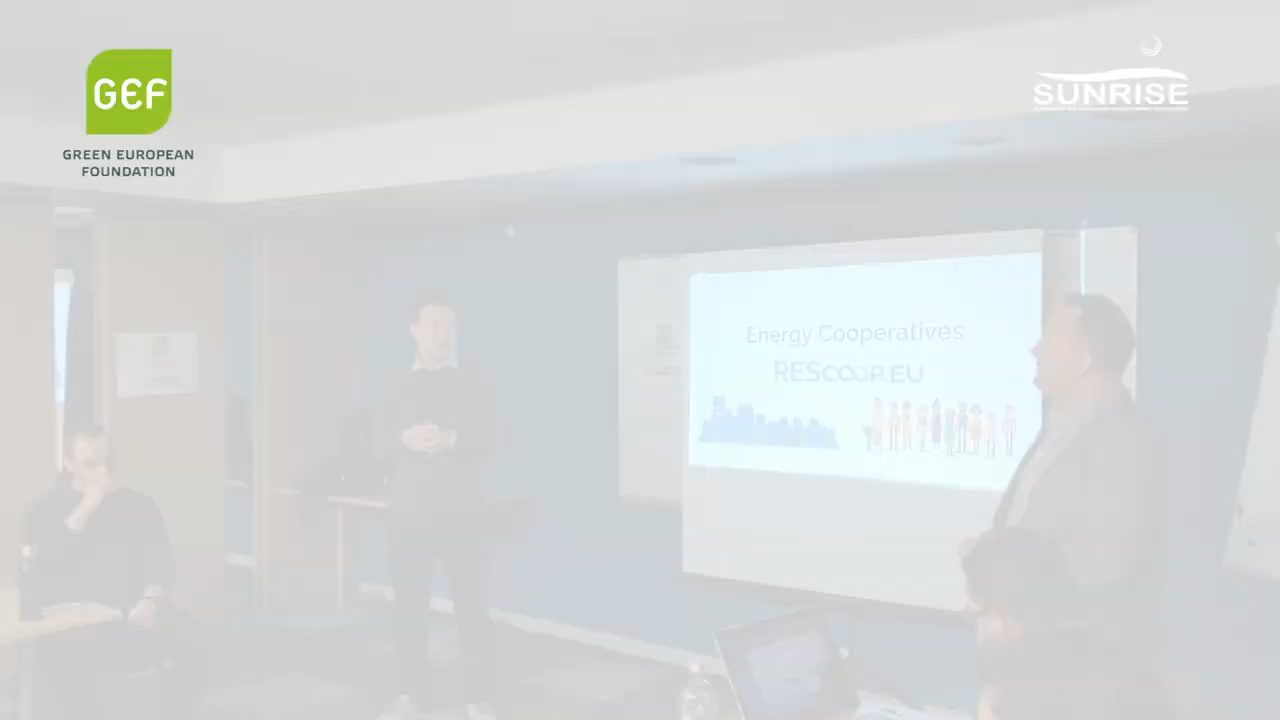 GEF
GREEN EUROPEAN
FOUNDATION
SUNRISE
Energy Cooperatives
REScoop.EU